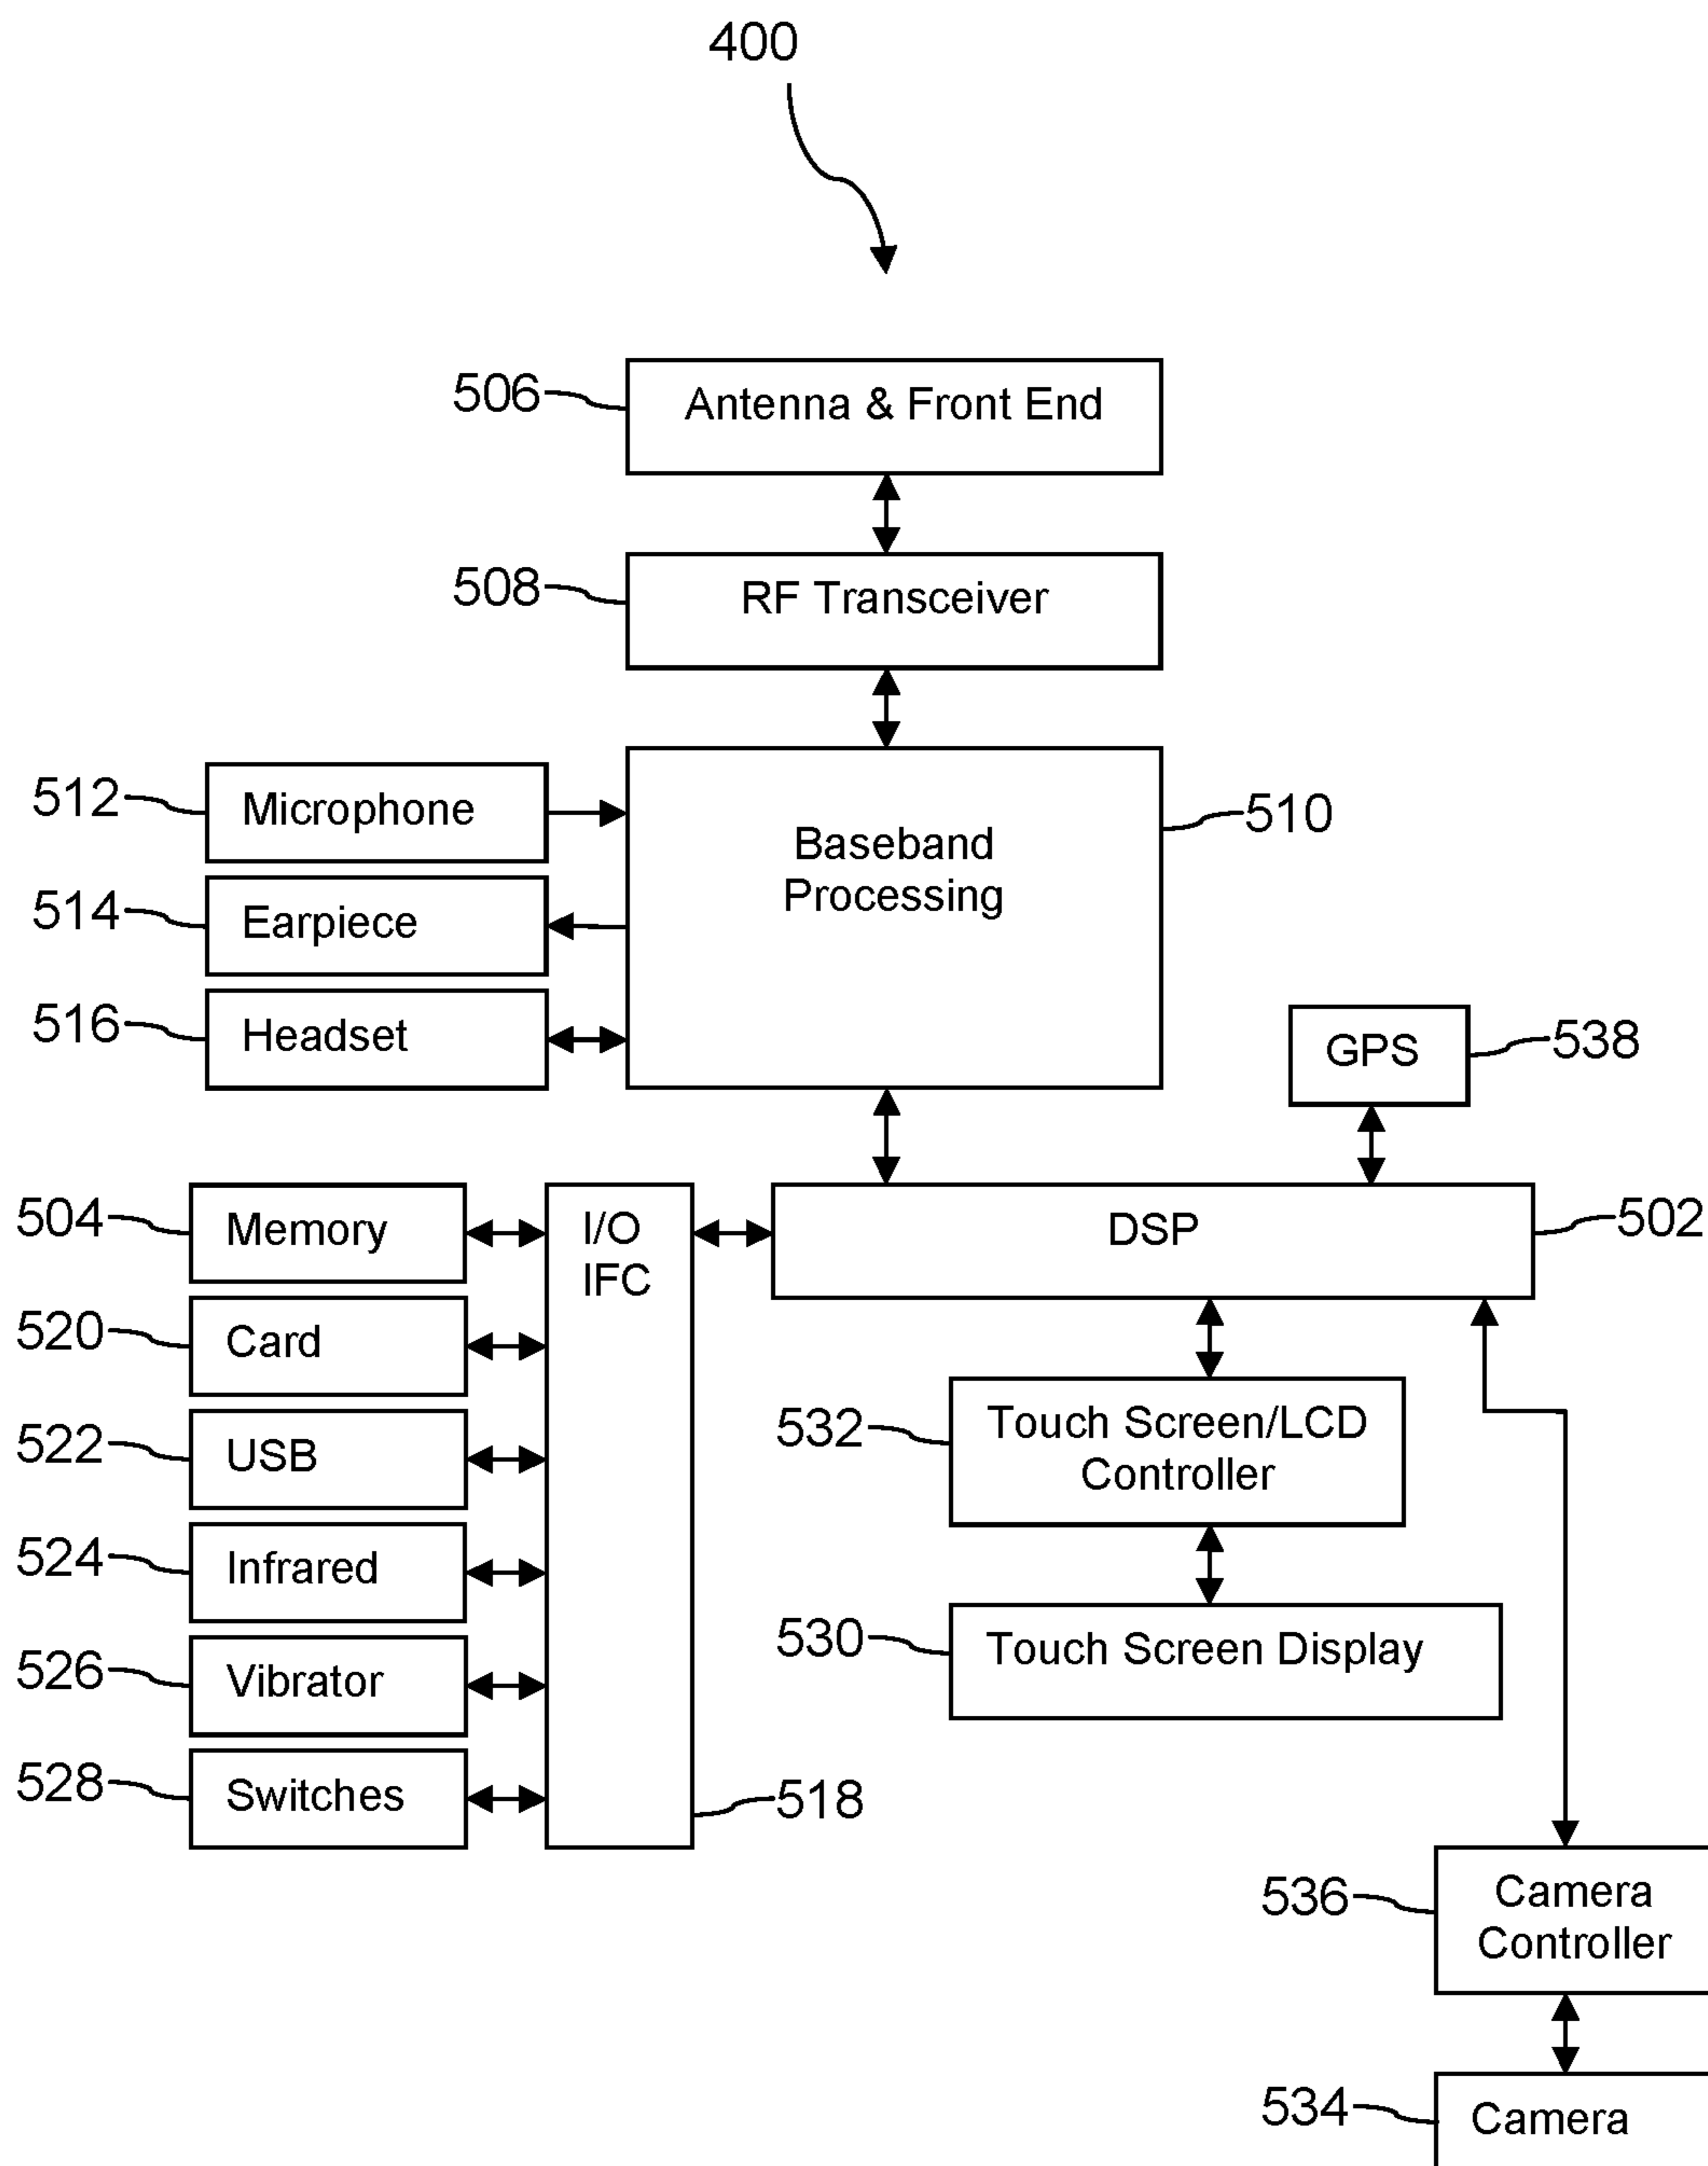 400
506
Antenna & Front End
508
RF Transceiver
512
Microphone
Baseband
Processing
510
514
Earpiece
516
Headset
GPS
538
504
Memory
I/O
IFC
DSP
502
520
Card
532
Touch Screen/LCD
Controller
522
USB
524
Infrared
530
Touch Screen Display
526
Vibrator
528
Switches
518
536
Camera
Controller
534
Camera